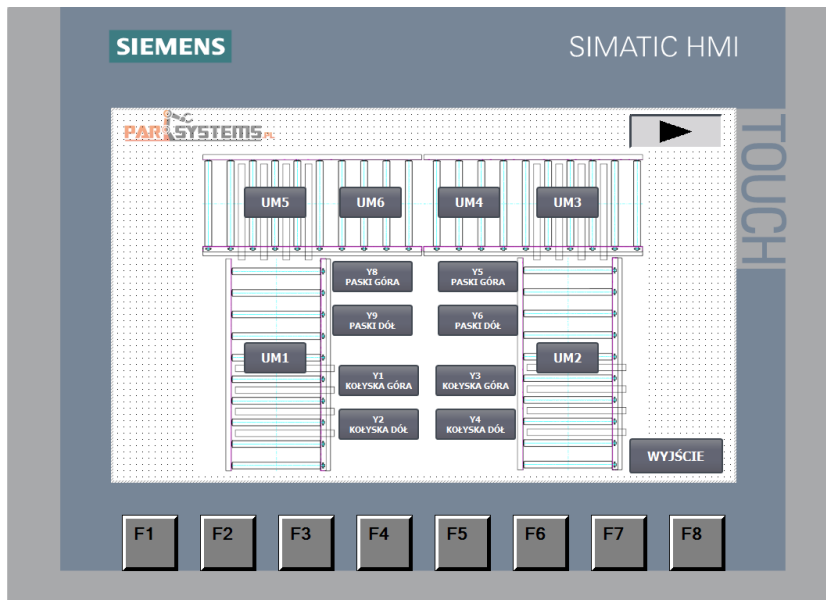 SIEMENS
SIMATIC HMI
TOUCH
PAR SYSTEMS.PL
UM5
UM6
UM4
UM3
Y8
PASKI GÓRA
Y5
PASKI GÓRA
Y9
PASKI DÓŁ
Y6
PASKI DÓŁ
UM1
UM2
Y1
KOŁYSKA GÓRA
Y3
KOŁYSKA GÓRA
Y2
KOŁYSKA DÓŁ
Y4
KOŁYSKA DÓŁ
WYJŚCIE
F1
F2
F3
F4
F5
F6
F7
F8